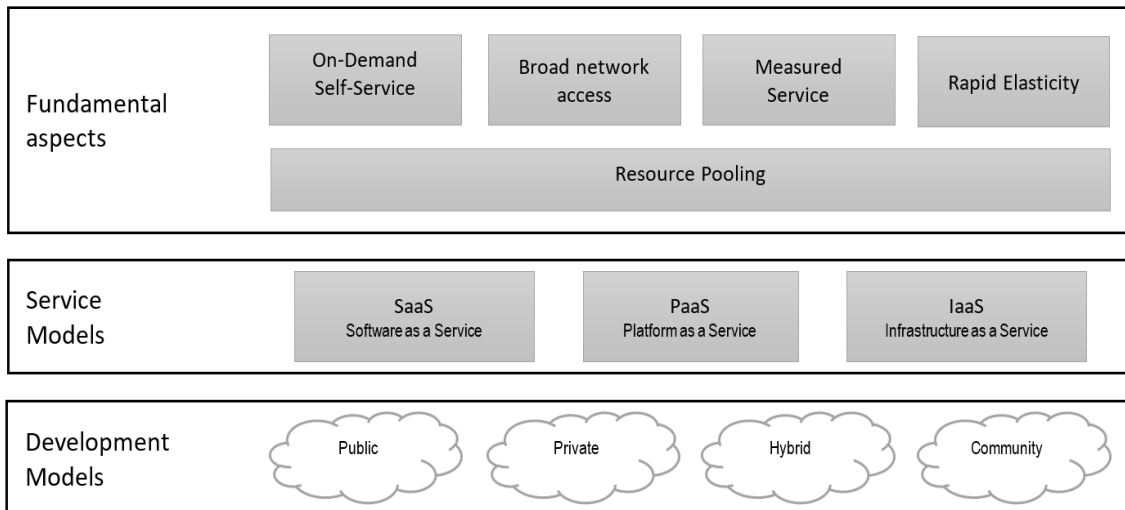 Fundamental
aspects
On-Demand
Self-Service
Broad network
access
Measured
Service
Rapid Elasticity
Resource Pooling
Service
Models
SaaS
Software as a Service
PaaS
Platform as a Service
IaaS
Infrastructure as a Service
Development
Models
Public
Private
Hybrid
Community